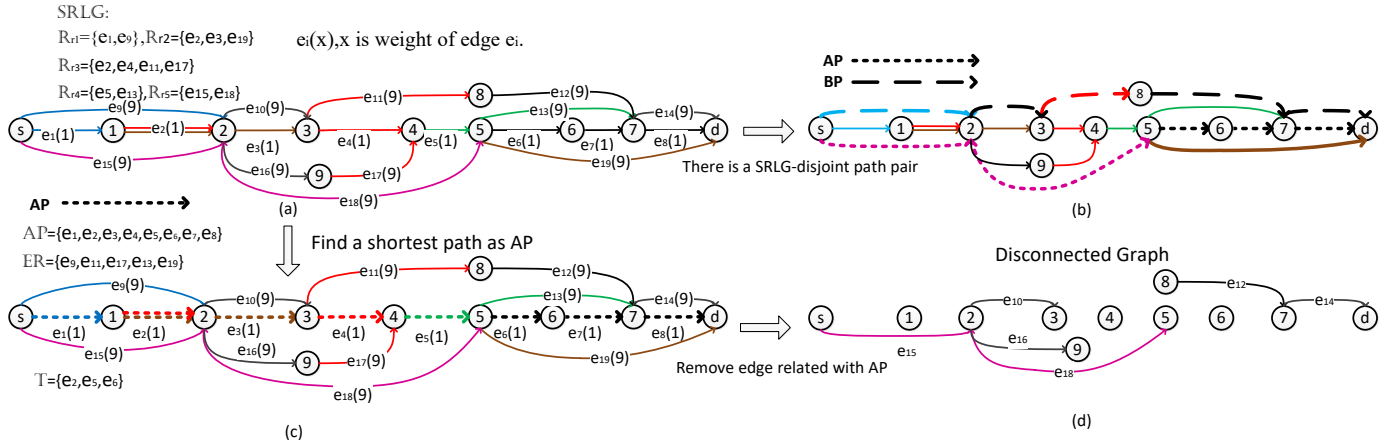 SRLG:
Rr1={e1,e9},Rr2={e2,e3,e19}
Rr3={e2,e4,e11,e17}
Rr4={e5,e13},Rr5={e15,e18}
ei(x),x is weight of edge ei.
e9(9)
e10(9)
e11(9)
8
e12(9)
e13(9)
e14(9)
s
e1(1)
1
e2(1)
2
e3(1)
3
e4(1)
4
e5(1)
5
e6(1)
6
e7(1)
7
e8(1)
d
e15(9)
e16(9)
9
e17(9)
e18(9)
e19(9)
(a)
There is a SRLG-disjoint path pair
AP
BP
8
s
1
2
3
4
5
6
7
d
9
(b)
AP
AP={e1,e2,e3,e4,e5,e6,e7,e8}
ER={e9,e11,e17,e13,e19}
Find a shortest path as AP
e9(9)
e10(9)
e11(9)
8
e12(9)
e13(9)
e14(9)
s
e1(1)
1
e2(1)
2
e3(1)
3
e4(1)
4
e5(1)
5
e6(1)
6
e7(1)
7
e8(1)
d
e15(9)
e16(9)
9
e17(9)
e18(9)
e19(9)
T={e2,e5,e6}
(c)
Remove edge related with AP
Disconnected Graph
8
e12
e10
e14
s
1
2
3
4
5
6
7
d
e15
e16
9
e18
(d)